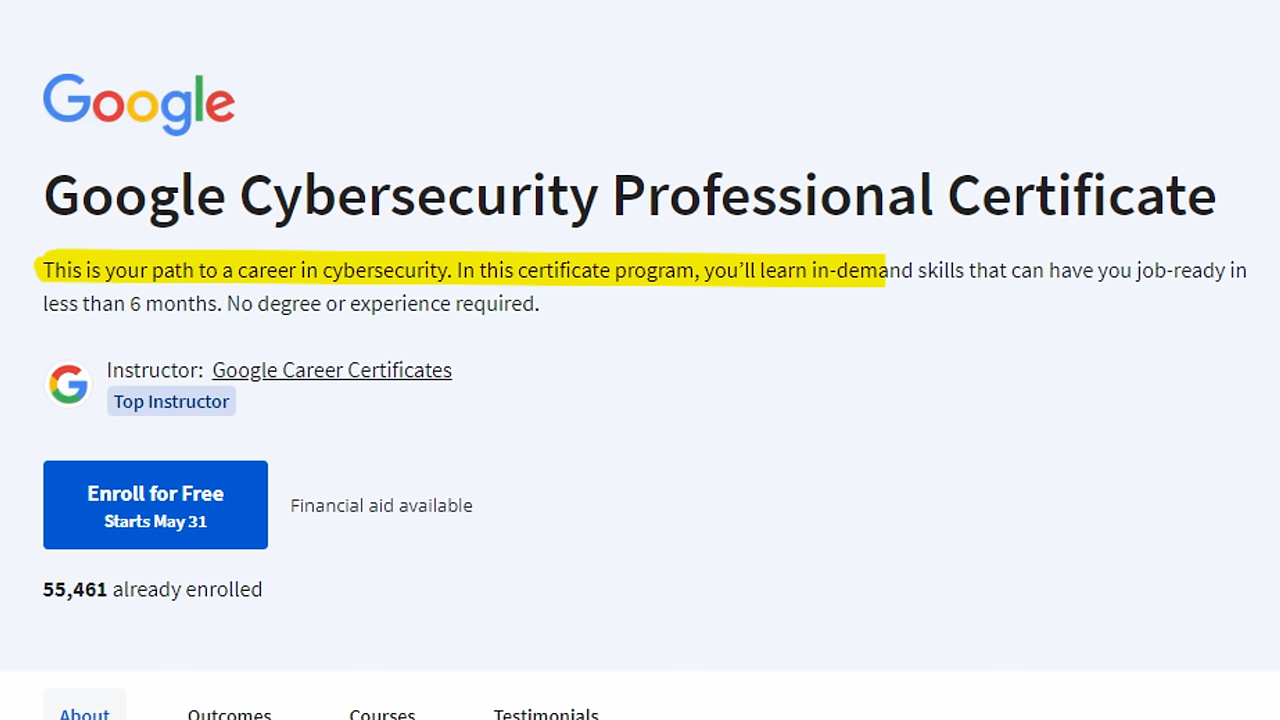 Google
Google Cybersecurity Professional Certificate
This is your path to a career in cybersecurity. In this certificate program, you’ll learn in-demand skills that can have you job-ready in
less than 6 months. No degree or experience required.
G
Instructor: Google Career Certificates
Top Instructor
Enroll for Free
Starts May 31
Financial aid available
55,461 already enrolled
About Outcomes Courses Testimonials